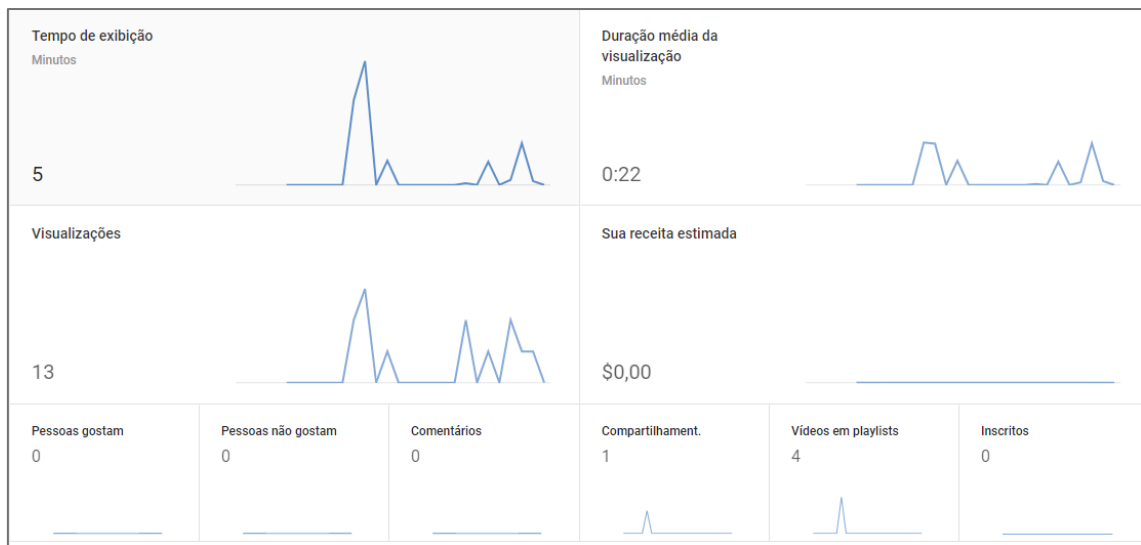 Tempo de exibição
Minutos
5
Duração média da
visualização
Minutos
0:22
Visualizações
13
Sua receita estimada
$0,00
Pessoas gostam
0
Pessoas não gostam
0
Comentários
0
Compartilhament.
1
Vídeos em playlists
4
Inscritos
0